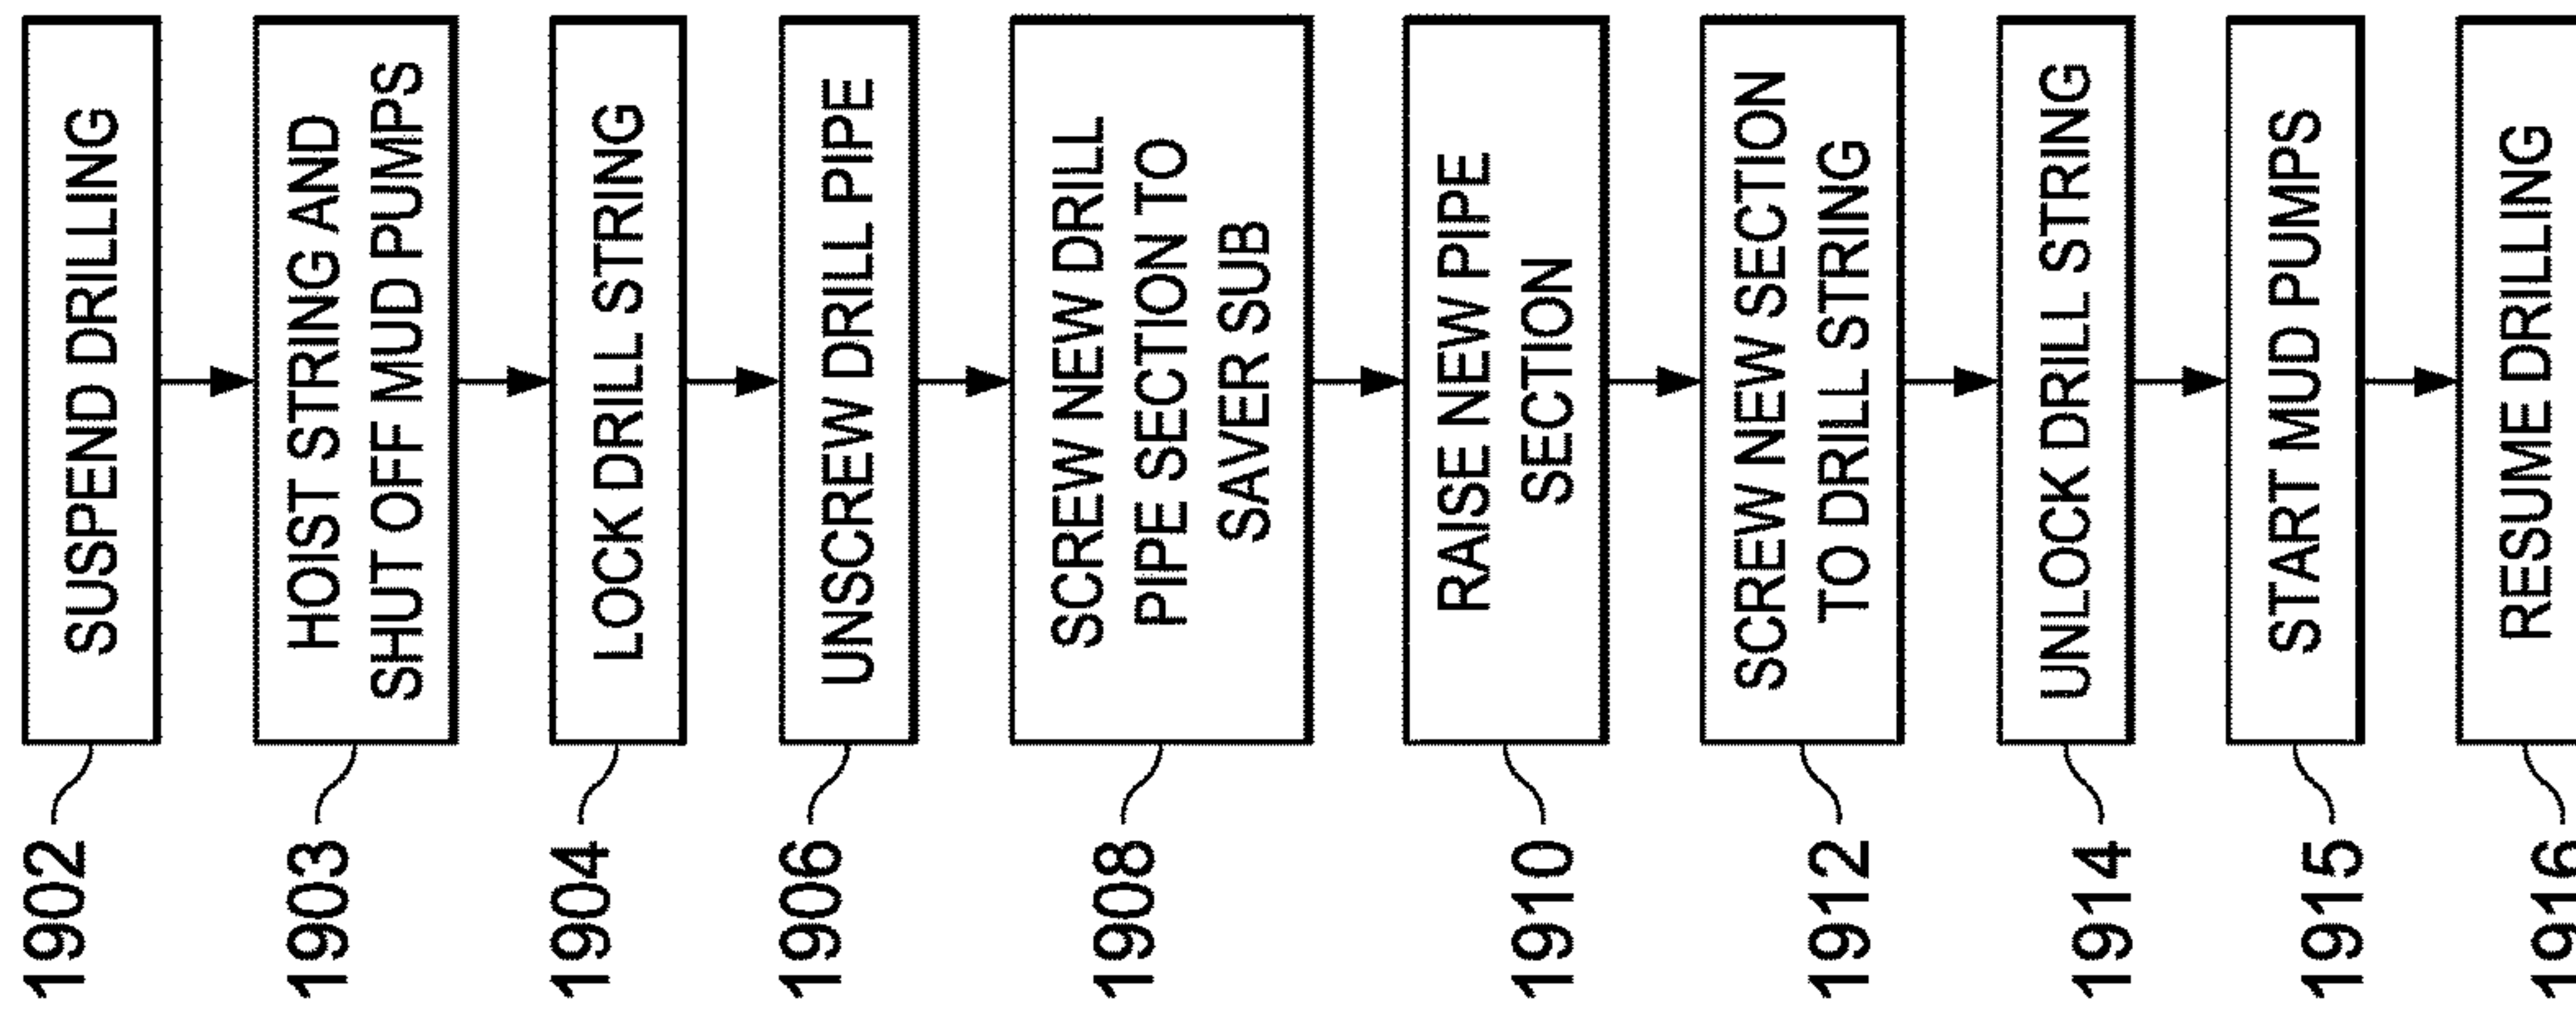 1902
SUSPEND DRILLING
1903
HOIST STRING AND
SHUT OFF MUD PUMPS
1904
LOCK DRILL STRING
1906
UNSCREW DRILL PIPE
1908
SCREW NEW DRILL
PIPE SECTION TO
SAVER SUB
1910
RAISE NEW PIPE
SECTION
1912
SCREW NEW SECTION
TO DRILL STRING
1914
UNLOCK DRILL STRING
1915
START MUD PUMPS
1916
RESUME DRILLING